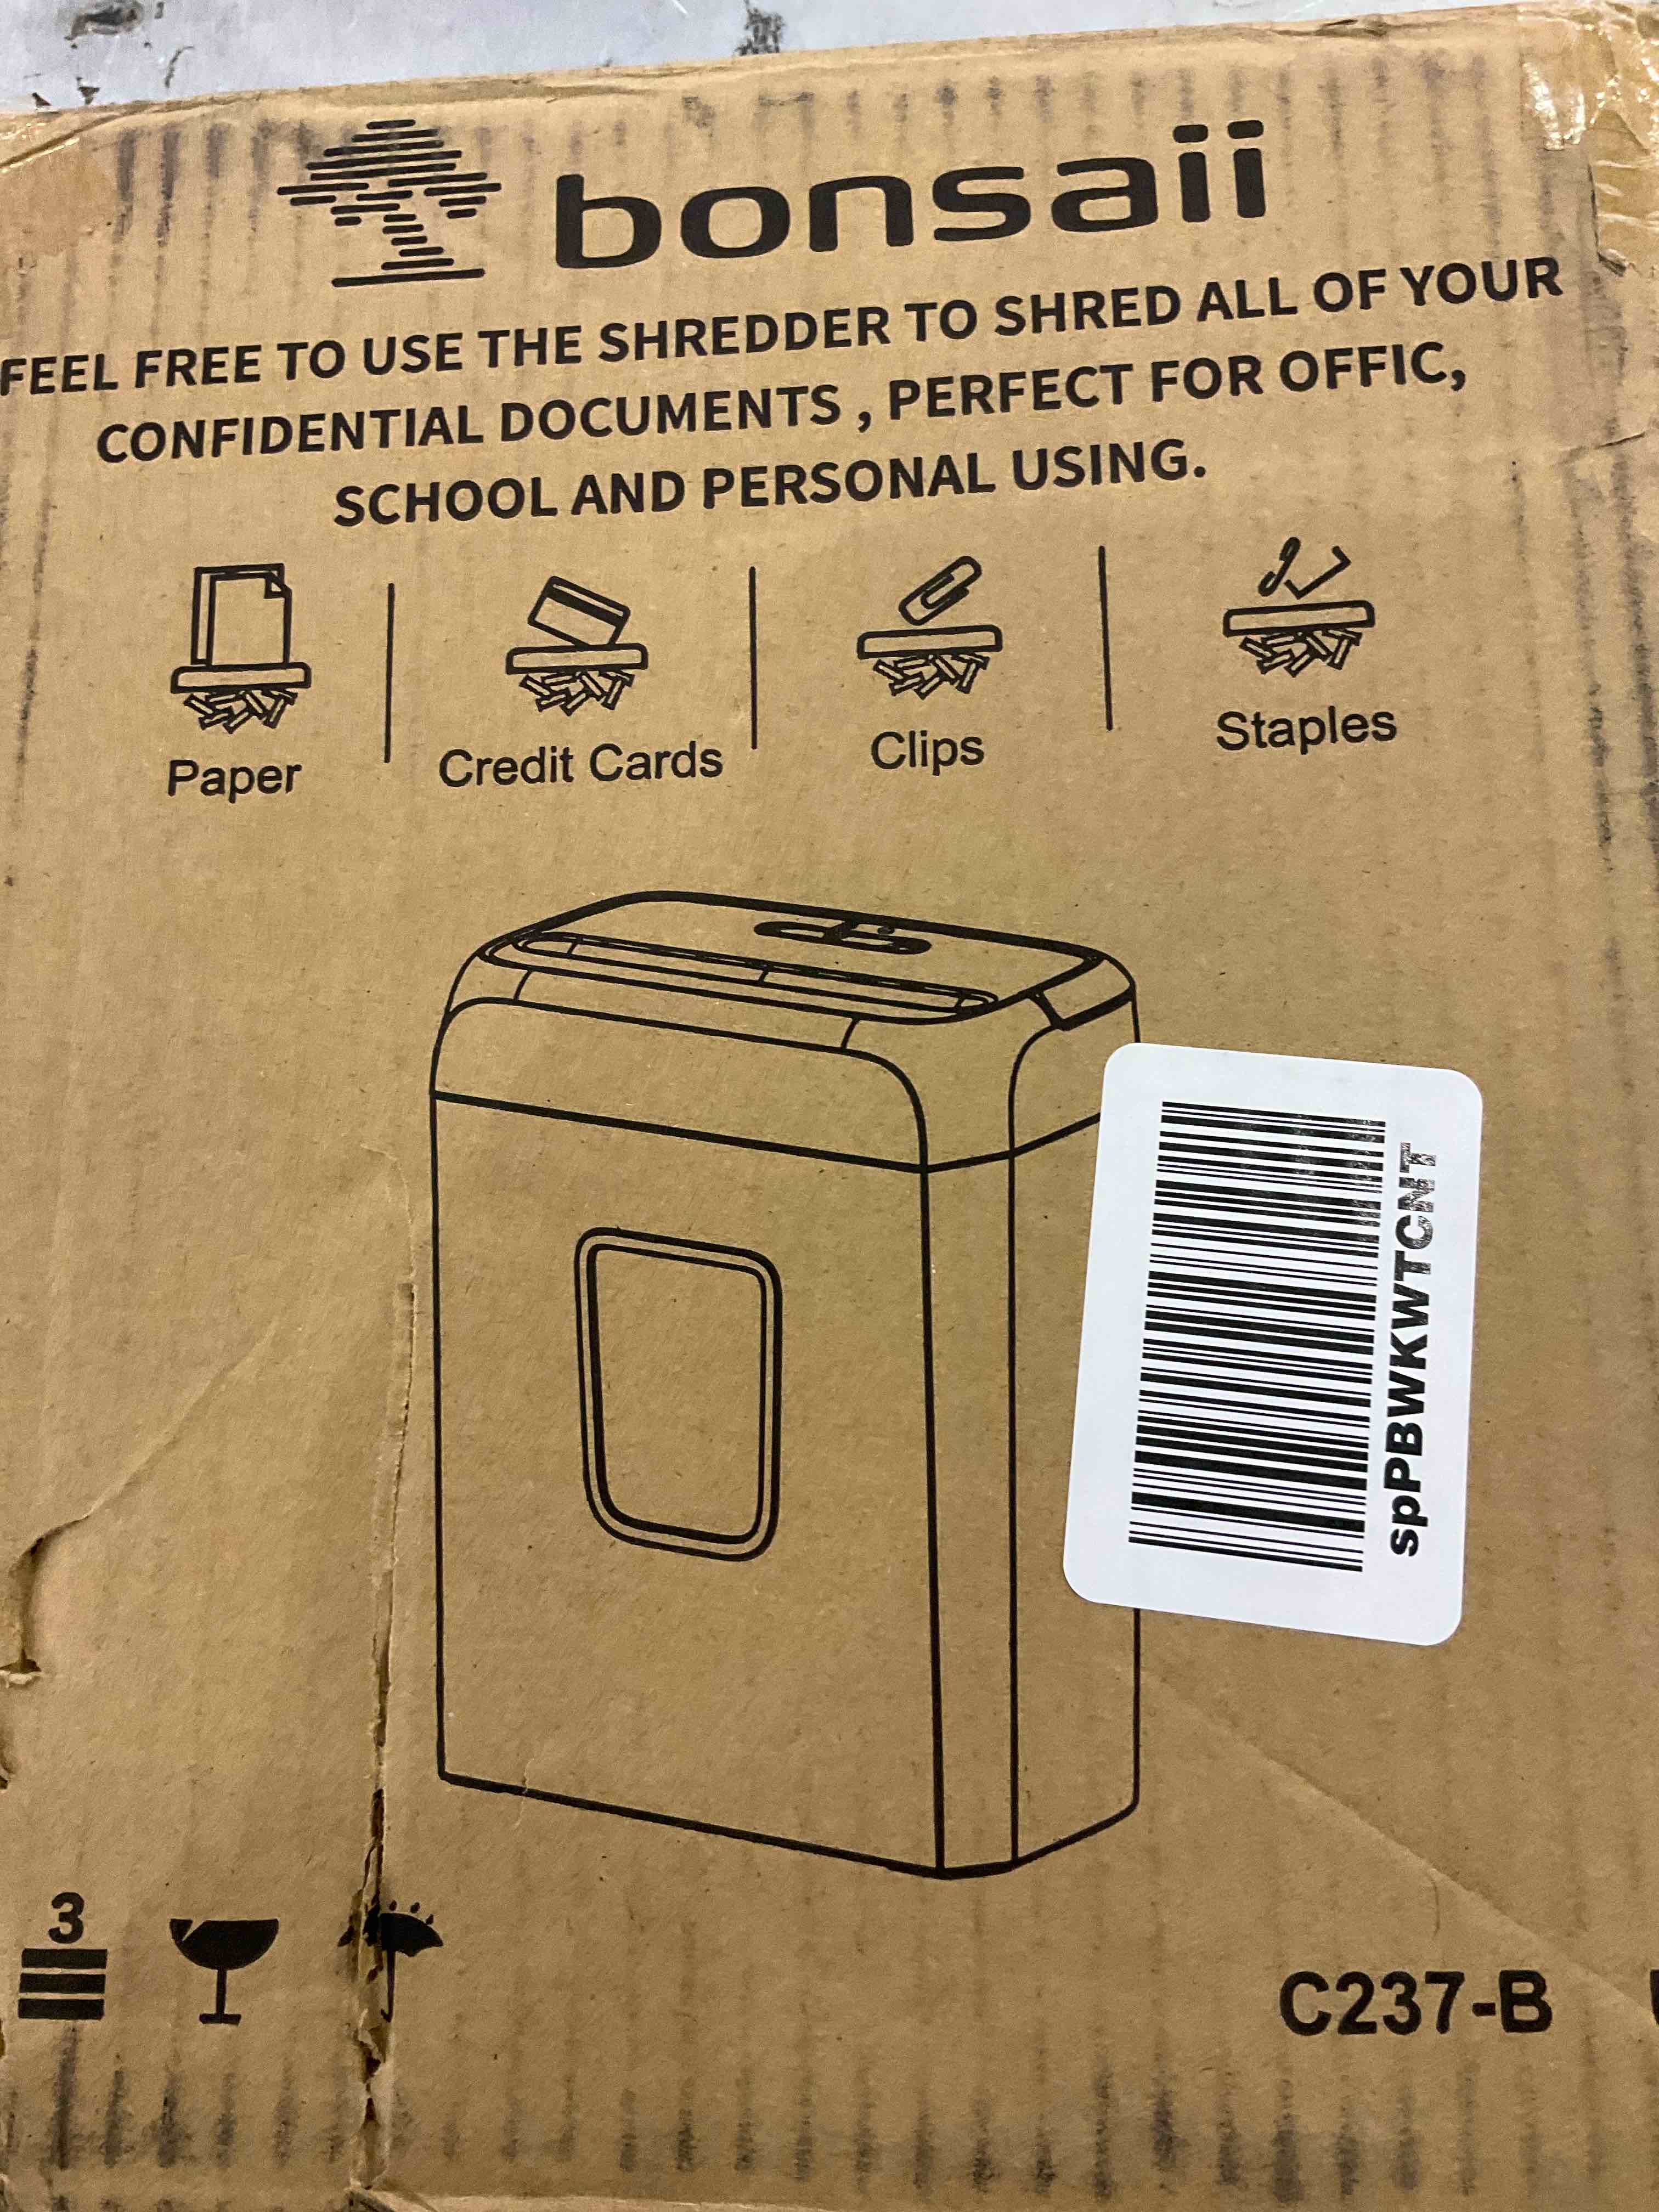 bonsaii
FEEL FREE TO USE THE SHREDDER TO SHRED ALL OF YOUR
CONFIDENTIAL DOCUMENTS , PERFECT FOR OFFIC,
SCHOOL AND PERSONAL USING.
Paper
Credit Cards
Clips
Staples
spPBWKWTCNT
3
C237-B